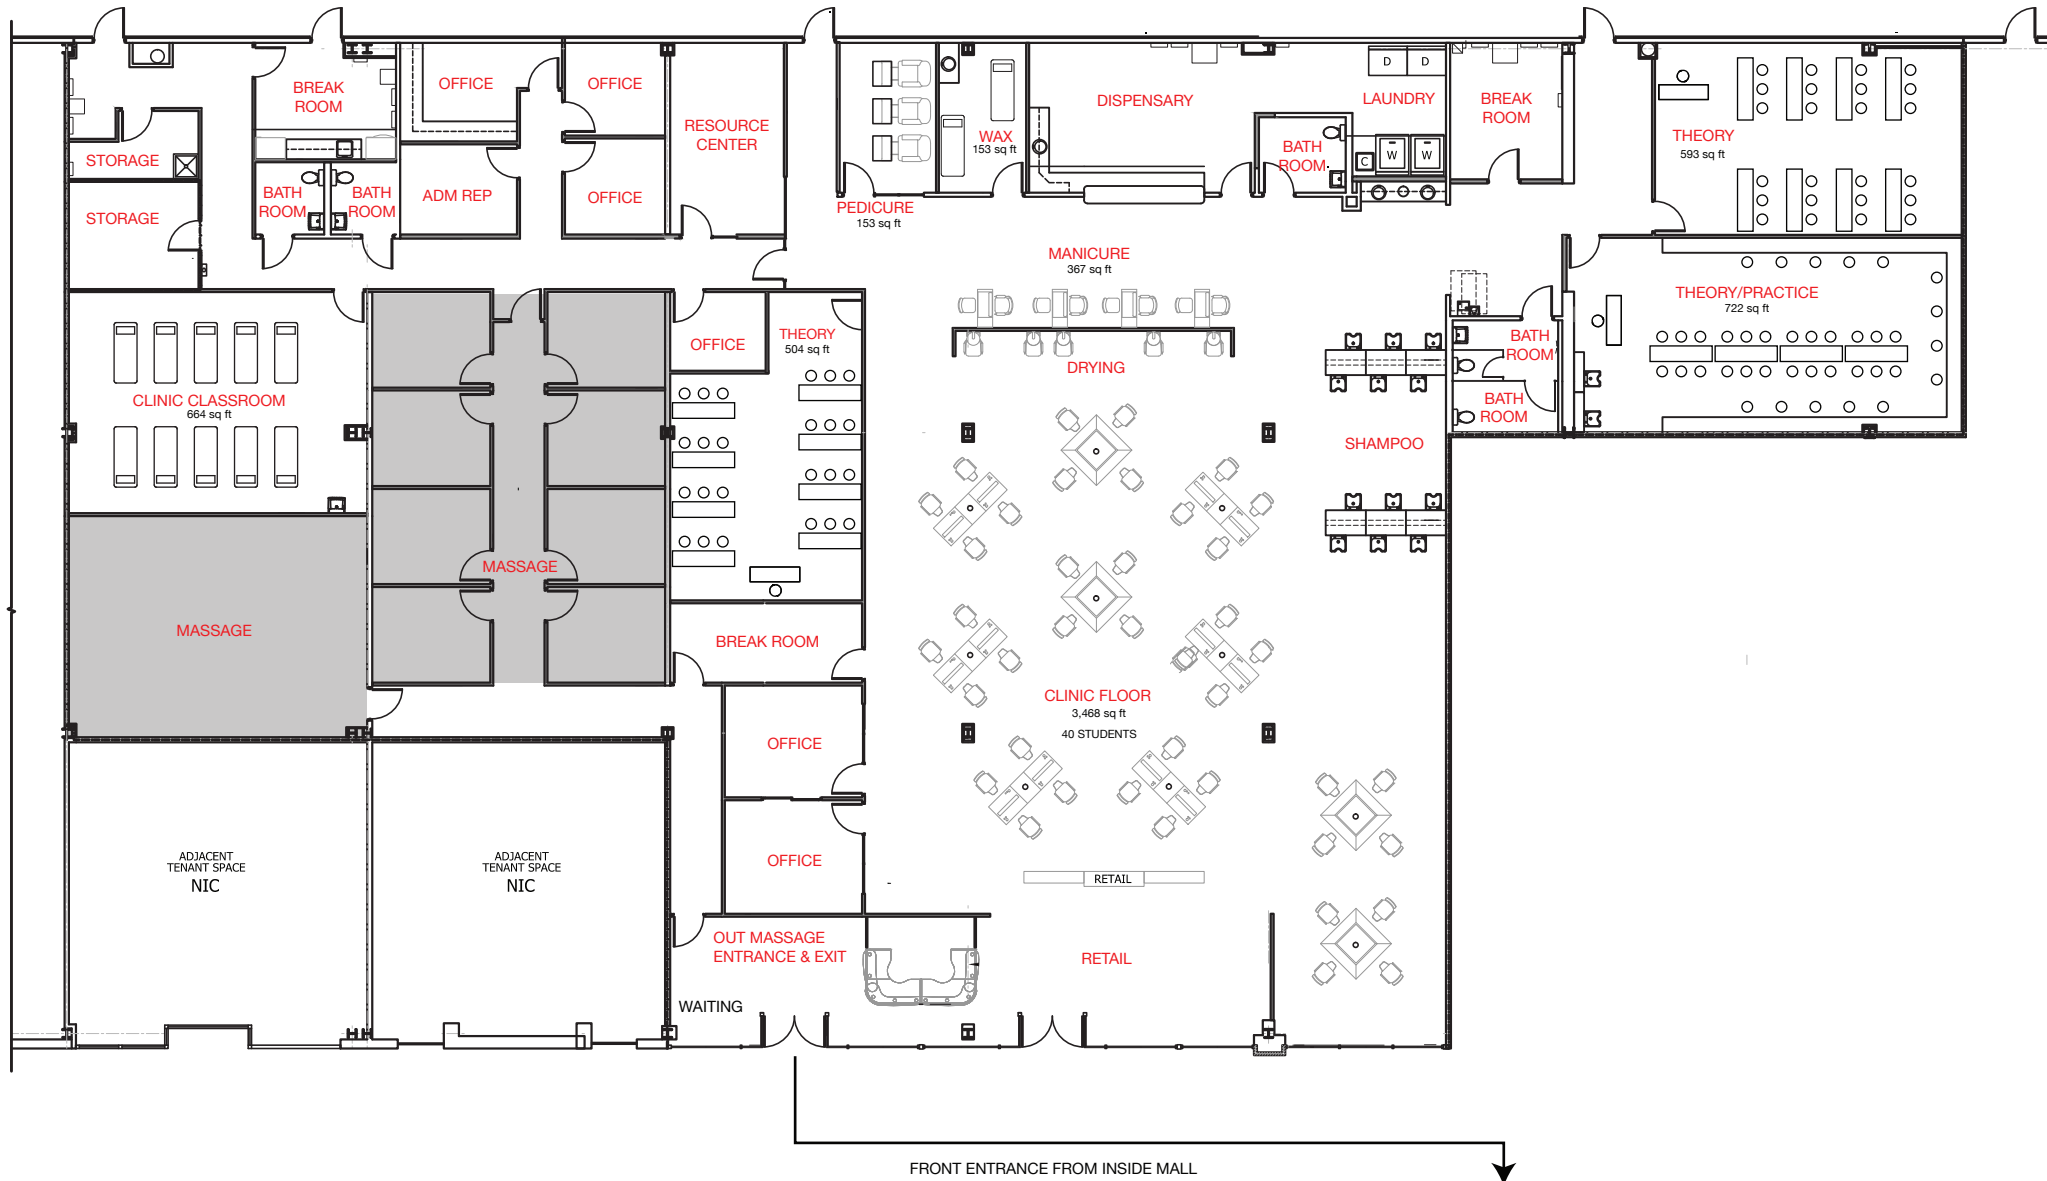 OFFICE
OFFICE
BREAK
ROOM
DISPENSARY
LAUNDRY
BREAK
ROOM
D
D
RESOURCE
CENTER
WAX
153 sq ft
THEORY
593 sq ft
BATH
ROOM
C
W
W
STORAGE
STORAGE
BATH
ROOM
BATH
ROOM
ADM REP
OFFICE
PEDICURE
153 sq ft
MANICURE
367 sq ft
THEORY/PRACTICE
722 sq ft
OFFICE
THEORY
504 sq ft
BATH
ROOM
DRYING
CLINIC CLASSROOM
664 sq ft
BATH
ROOM
SHAMPOO
MASSAGE
MASSAGE
BREAK ROOM
CLINIC FLOOR
3,468 sq ft
40 STUDENTS
OFFICE
OFFICE
ADJACENT
TENANT SPACE
NIC
ADJACENT
TENANT SPACE
NIC
RETAIL
OUT MASSAGE
ENTRANCE & EXIT
RETAIL
WAITING
FRONT ENTRANCE FROM INSIDE MALL